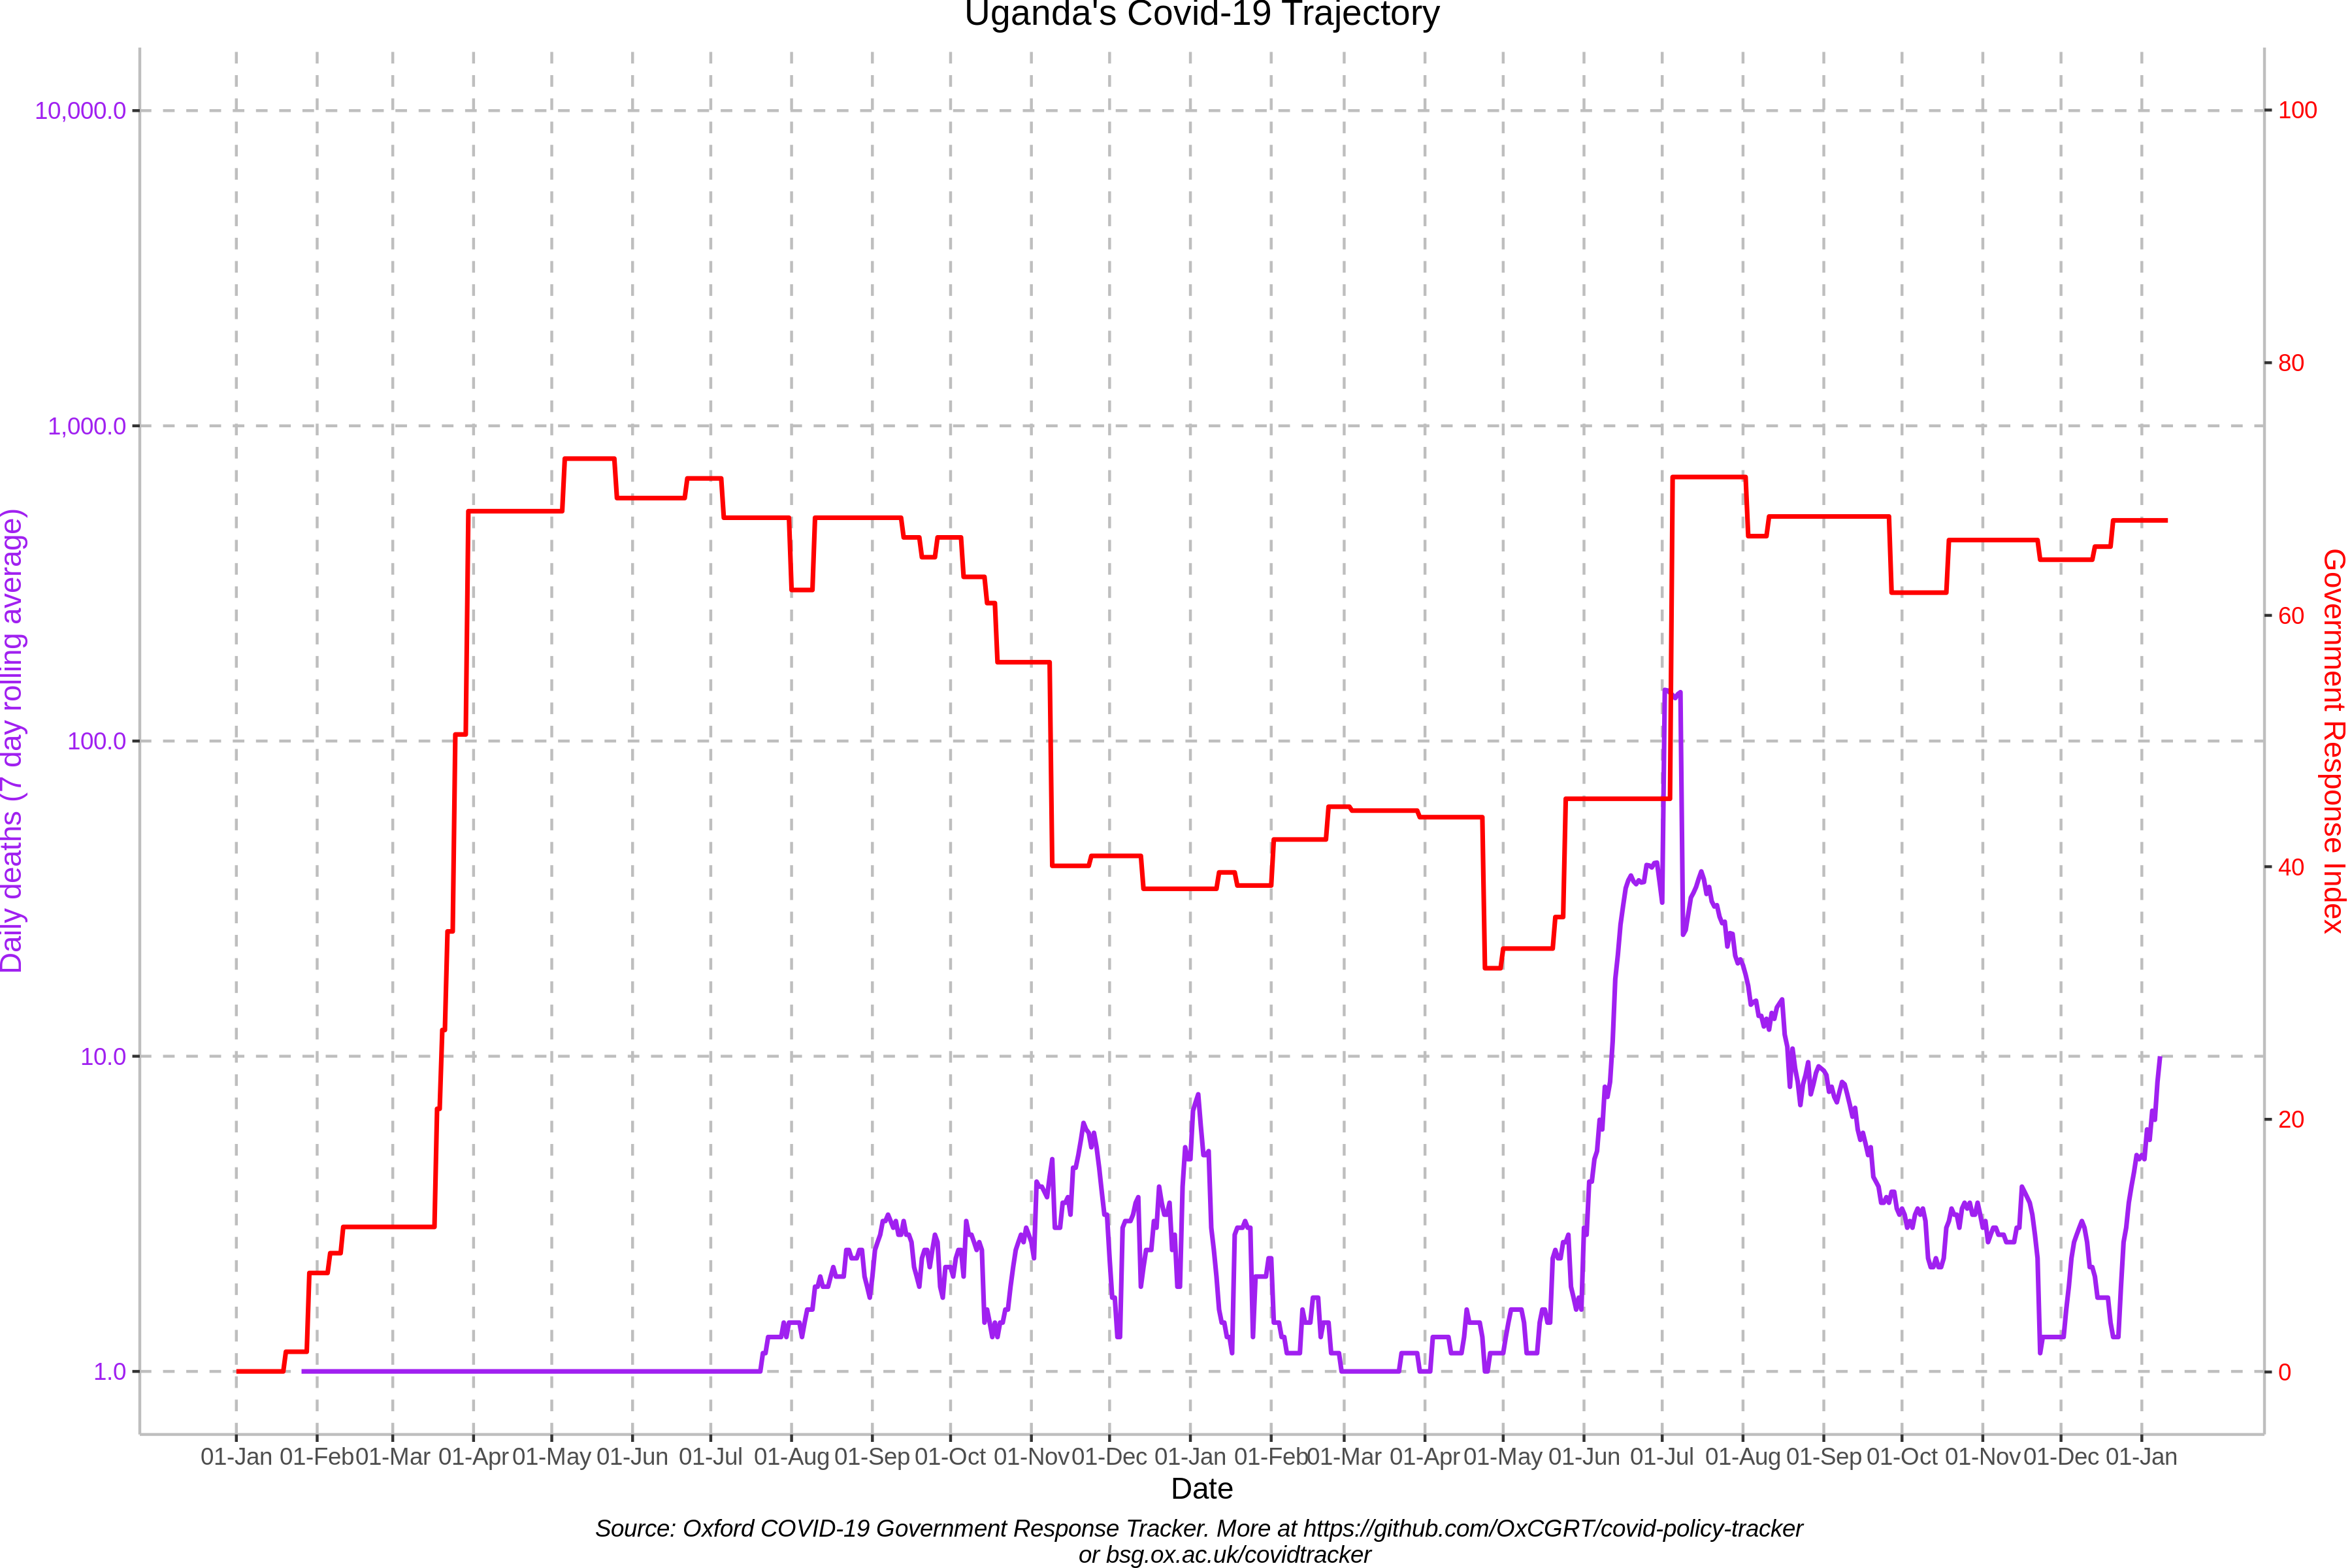 Uganda's Covid-19 Trajectory
10,000.0
1,000.0
100.0
10.0
1.0
Daily deaths (7 day rolling average)
100
80
60
40
20
0
Government Response Index
01-Jan 01-Feb 01-Mar 01-Apr 01-May 01-Jun 01-Jul 01-Aug 01-Sep 01-Oct 01-Nov 01-Dec 01-Jan 01-Feb 01-Mar 01-Apr 01-May 01-Jun 01-Jul 01-Aug 01-Sep 01-Oct 01-Nov 01-Dec 01-Jan
Date
Source: Oxford COVID-19 Government Response Tracker. More at https://github.com/OxCGRT/covid-policy-tracker
or bsg.ox.ac.uk/covidtracker